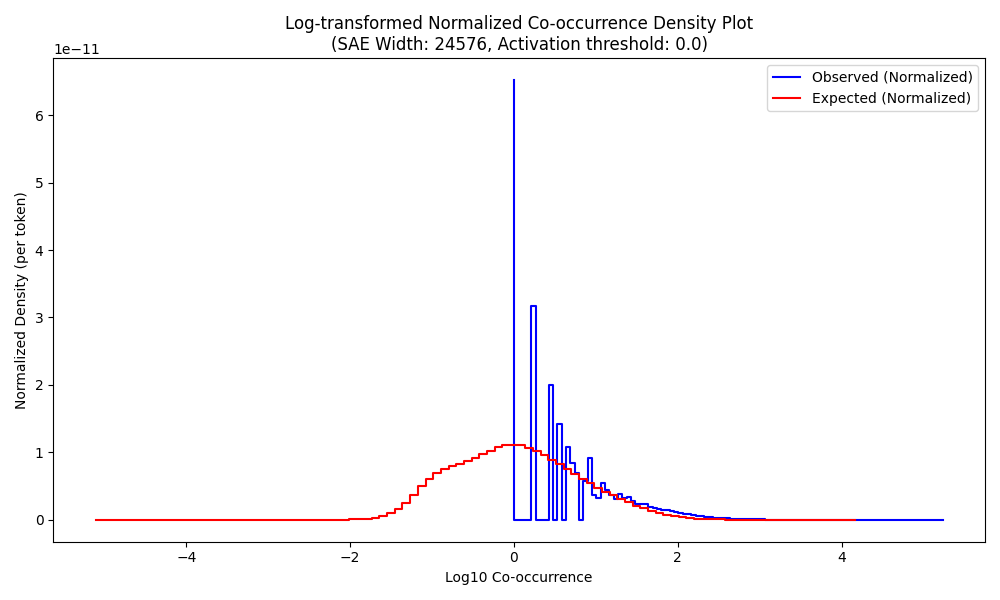 Log-transformed Normalized Co-occurrence Density Plot
(SAE Width: 24576, Activation threshold: 0.0)
1e−11
Observed (Normalized)
Expected (Normalized)
6
5
4
3
2
1
0
Normalized Density (per token)
−4
−2
0
2
4
Log10 Co-occurrence